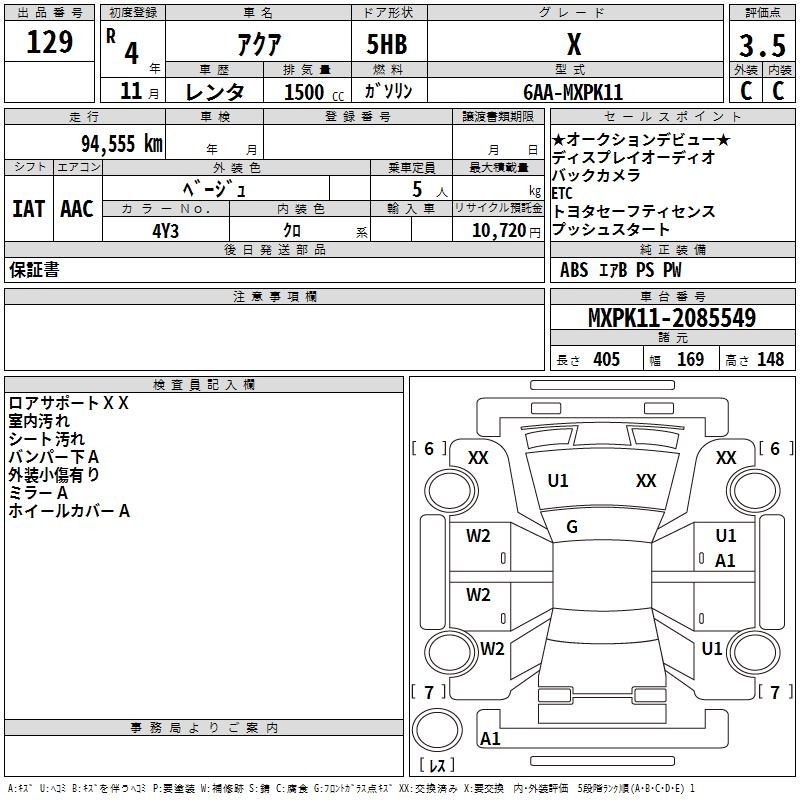 出品番号 初度登録 車名 ドア形状 グレード 評価点
129 R 4 年 アクア 5HB X 3.5
車歴 排気量 燃料 型式 外装 内装
11 月 レンタ 1500 CC ｶﾞｿﾘﾝ 6AA-MXPK11 C C
走行 車検 登録番号 譲渡書類期限 セールスポイント
94,555 km 年 月 月 日
★オークションデビュー★
ディスプレイオーディオ
バックカメラ
ETC
トヨタセーフティセンス
プッシュスタート
シフト エアコン 外装色 乗車定員 最大積載量
IAT AAC ﾍﾞｰｼﾞｭ 5 人 kg
カラーNo. 内装色 輸入車 リサイクル預託金
4Y3 ｸﾛ 系 10,720 円
後日発送部品 純正装備
保証書 ABS ｴｱB PS PW
注意事項欄 車台番号
MXPK11-2085549
諸元
長さ 405 幅 169 高さ 148
検査員記入欄
ロアサポートＸＸ
室内汚れ
シート汚れ
バンパー下Ａ
外装小傷有り
ミラーＡ
ホイールカバーＡ
[ 6 ] XX XX [ 6 ]
U1 XX
G
W2 U1
A1
W2
W2 U1
[ 7 ] [ 7 ]
A1
[ ﾚｽ ]
事務局よりご案内
A:ｷｽﾞ U:ﾍｺﾐ B:ｷｽﾞを伴うﾍｺﾐ P:要塗装 W:補修跡 S:錆 C:腐食 G:ﾌﾛﾝﾄｶﾞﾗｽ点ｷｽﾞ XX:交換済み X:要交換 内・外装評価 5段階ﾗﾝｸ順(A・B・C・D・E) 1